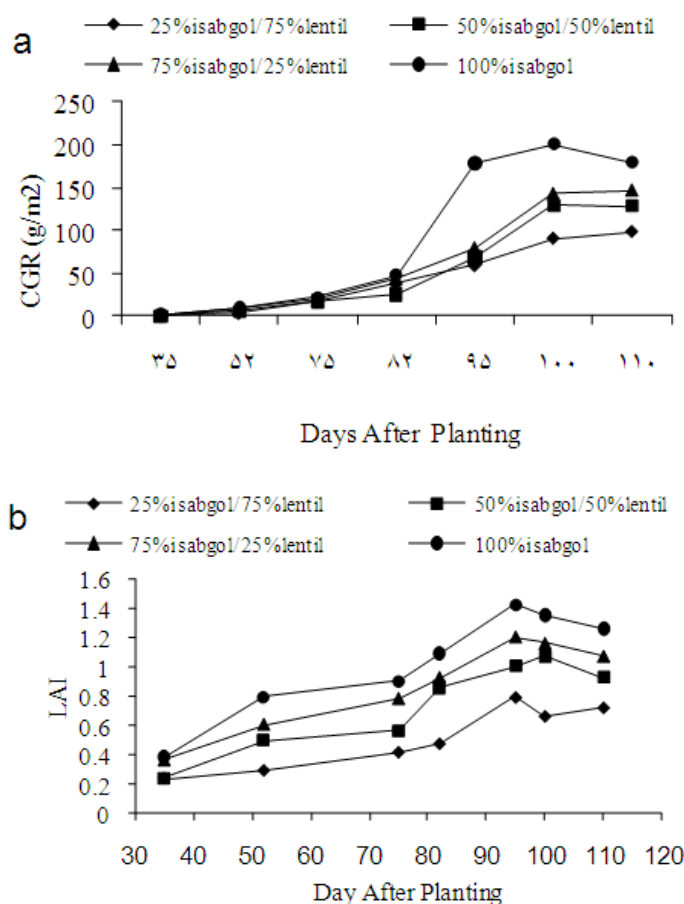 a
25%isabgol/75%lentil
50%isabgol/50%lentil
75%isabgol/25%lentil
100%isabgol
250
200
150
100
50
0
CGR (g/m2)
۳۵ ۵۲ ۷۵ ۸۲ ۹۵ ۱۰۰ ۱۱۰
Days After Planting
b
25%isabgol/75%lentil
50%isabgol/50%lentil
75%isabgol/25%lentil
100%isabgol
1.6
1.4
1.2
1
0.8
0.6
0.4
0.2
0
LAI
30 40 50 60 70 80 90 100 110 120
Day After Planting